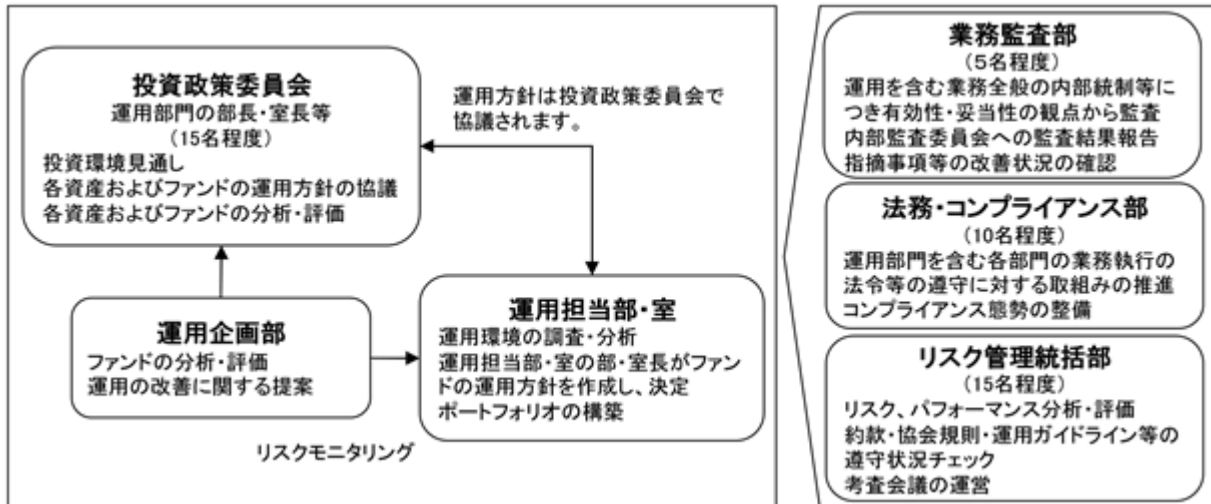 投資政策委員会
運用部門の部長・室長等
(15名程度)
投資環境見通し
各資産およびファンドの運用方針の協議
各資産およびファンドの分析・評価
運用方針は投資政策委員会で
協議されます。
運用企画部
ファンドの分析・評価
運用の改善に関する提案
運用担当部・室
運用環境の調査・分析
運用担当部・室の部・室長がファン
ドの運用方針を作成し、決定
ポートフォリオの構築
リスクモニタリング
業務監査部
(5名程度)
運用を含む業務全般の内部統制等に
つき有効性・妥当性の観点から監査
内部監査委員会への監査結果報告
指摘事項等の改善状況の確認
法務・コンプライアンス部
(10名程度)
運用部門を含む各部門の業務執行の
法令等の遵守に対する取組みの推進
コンプライアンス態勢の整備
リスク管理統括部
(15名程度)
リスク、パフォーマンス分析・評価
約款・協会規則・運用ガイドライン等の
遵守状況チェック
考査会議の運営